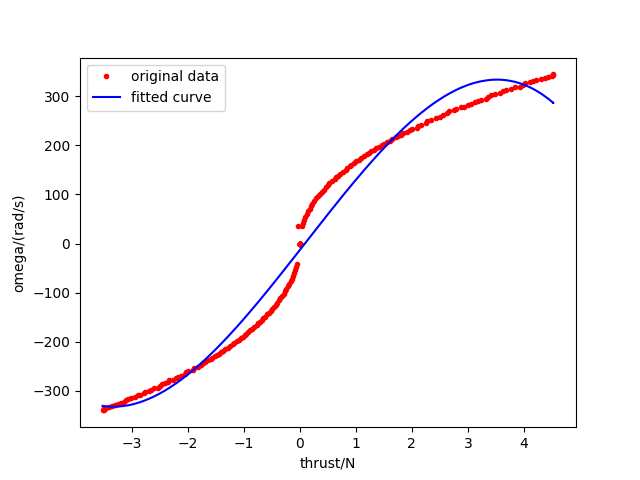 original data
fitted curve
300
200
100
0
−100
−200
−300
omega/(rad/s)
−3 −2 −1 0 1 2 3 4
thrust/N